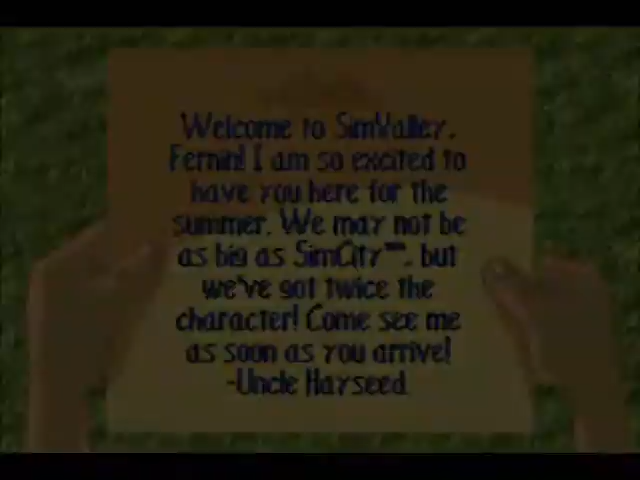 Welcome to SimValley,
Fernin! I am so excited to
have you here for the
summer. We may not be
as big as SimCity™, but
we've got twice the
character! Come see me
as soon as you arrive!
-Uncle Hayseed